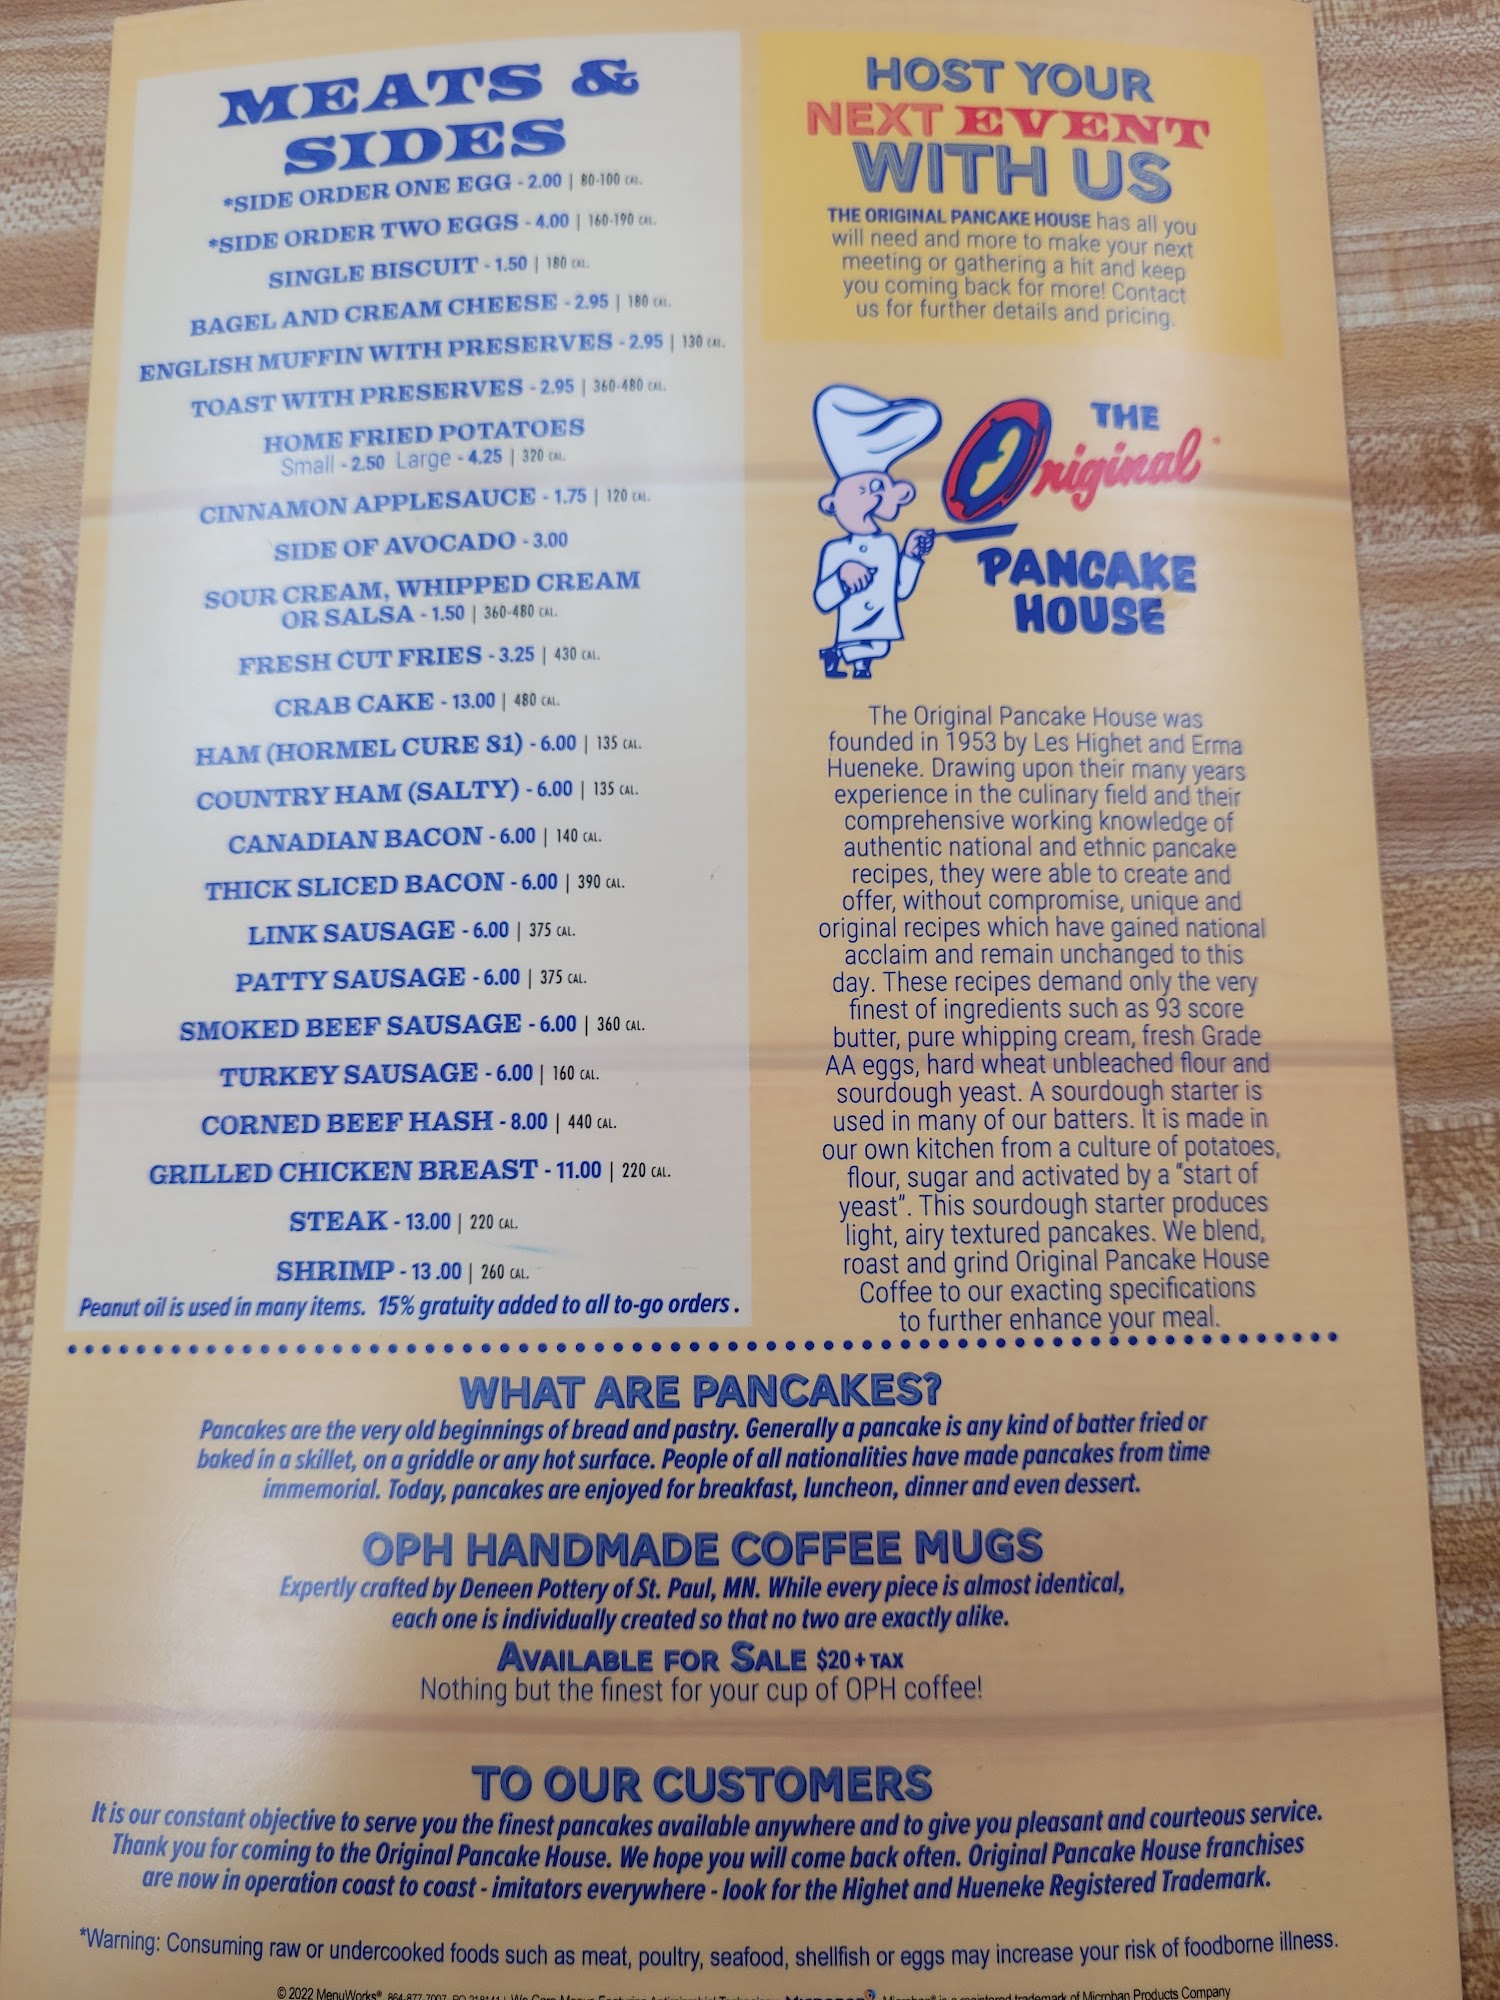 MEATS &
SIDES
*SIDE ORDER ONE EGG - 2.00 | 80-100 CAL.
*SIDE ORDER TWO EGGS - 4.00 | 160-190 CAL.
SINGLE BISCUIT - 1.50 | 180 CAL.
BAGEL AND CREAM CHEESE - 2.95 | 180 CAL.
ENGLISH MUFFIN WITH PRESERVES - 2.95 | 130 CAL.
TOAST WITH PRESERVES - 2.95 | 360-480 CAL.
HOME FRIED POTATOES
Small - 2.50 Large - 4.25 | 320 CAL.
CINNAMON APPLESAUCE - 1.75 | 120 CAL.
SIDE OF AVOCADO - 3.00
SOUR CREAM, WHIPPED CREAM
OR SALSA - 1.50 | 360-480 CAL.
FRESH CUT FRIES - 3.25 | 430 CAL.
CRAB CAKE - 13.00 | 480 CAL.
HAM (HORMEL CURE 81) - 6.00 | 135 CAL.
COUNTRY HAM (SALTY) - 6.00 | 135 CAL.
CANADIAN BACON - 6.00 | 140 CAL.
THICK SLICED BACON - 6.00 | 390 CAL.
LINK SAUSAGE - 6.00 | 375 CAL.
PATTY SAUSAGE - 6.00 | 375 CAL.
SMOKED BEEF SAUSAGE - 6.00 | 360 CAL.
TURKEY SAUSAGE - 6.00 | 160 CAL.
CORNED BEEF HASH - 8.00 | 440 CAL.
GRILLED CHICKEN BREAST - 11.00 | 220 CAL.
STEAK - 13.00 | 220 CAL.
SHRIMP - 13 .00 | 260 CAL.
Peanut oil is used in many items. 15% gratuity added to all to-go orders .
HOST YOUR
NEXT EVENT
WITH US
THE ORIGINAL PANCAKE HOUSE has all you
will need and more to make your next
meeting or gathering a hit and keep
you coming back for more! Contact
us for further details and pricing.
THE
Original
PANCAKE
HOUSE
The Original Pancake House was
founded in 1953 by Les Highet and Erma
Hueneke. Drawing upon their many years
experience in the culinary field and their
comprehensive working knowledge of
authentic national and ethnic pancake
recipes, they were able to create and
offer, without compromise, unique and
original recipes which have gained national
acclaim and remain unchanged to this
day. These recipes demand only the very
finest of ingredients such as 93 score
butter, pure whipping cream, fresh Grade
AA eggs, hard wheat unbleached flour and
sourdough yeast. A sourdough starter is
used in many of our batters. It is made in
our own kitchen from a culture of potatoes,
flour, sugar and activated by a "start of
yeast". This sourdough starter produces
light, airy textured pancakes. We blend,
roast and grind Original Pancake House
Coffee to our exacting specifications
to further enhance your meal.
WHAT ARE PANCAKES?
Pancakes are the very old beginnings of bread and pastry. Generally a pancake is any kind of batter fried or
baked in a skillet, on a griddle or any hot surface. People of all nationalities have made pancakes from time
immemorial. Today, pancakes are enjoyed for breakfast, luncheon, dinner and even dessert.
OPH HANDMADE COFFEE MUGS
Expertly crafted by Deneen Pottery of St. Paul, MN. While every piece is almost identical,
each one is individually created so that no two are exactly alike.
AVAILABLE FOR SALE $20 + TAX
Nothing but the finest for your cup of OPH coffee!
TO OUR CUSTOMERS
It is our constant objective to serve you the finest pancakes available anywhere and to give you pleasant and courteous service.
Thank you for coming to the Original Pancake House. We hope you will come back often. Original Pancake House franchises
are now in operation coast to coast - imitators everywhere - look for the Highet and Hueneke Registered Trademark.
*Warning: Consuming raw or undercooked foods such as meat, poultry, seafood, shellfish or eggs may increase your risk of foodborne illness.
© 2022 MenuWorks® Microban Products Company